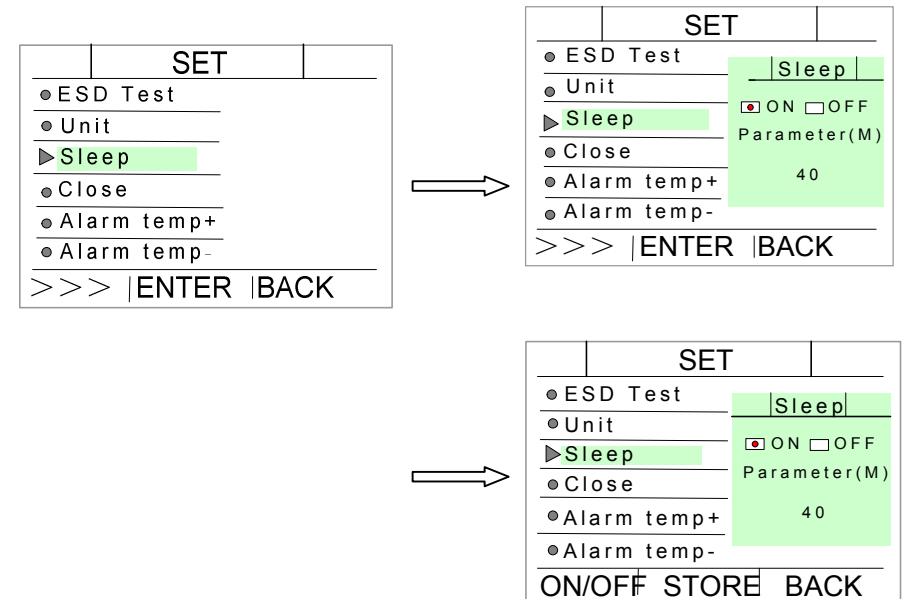 SET
ESD Test
Unit
Sleep
Close
Alarm temp+
Alarm temp-
>>> |ENTER |BACK
SET
ESD Test
Unit
Sleep
Close
Alarm temp+
Alarm temp-
|Sleep|
ON OFF
Parameter(M)
40
>>> |ENTER |BACK
SET
ESD Test
Unit
Sleep
Close
Alarm temp+
Alarm temp-
|Sleep|
ON OFF
Parameter(M)
40
ON/OFF| STORE| BACK